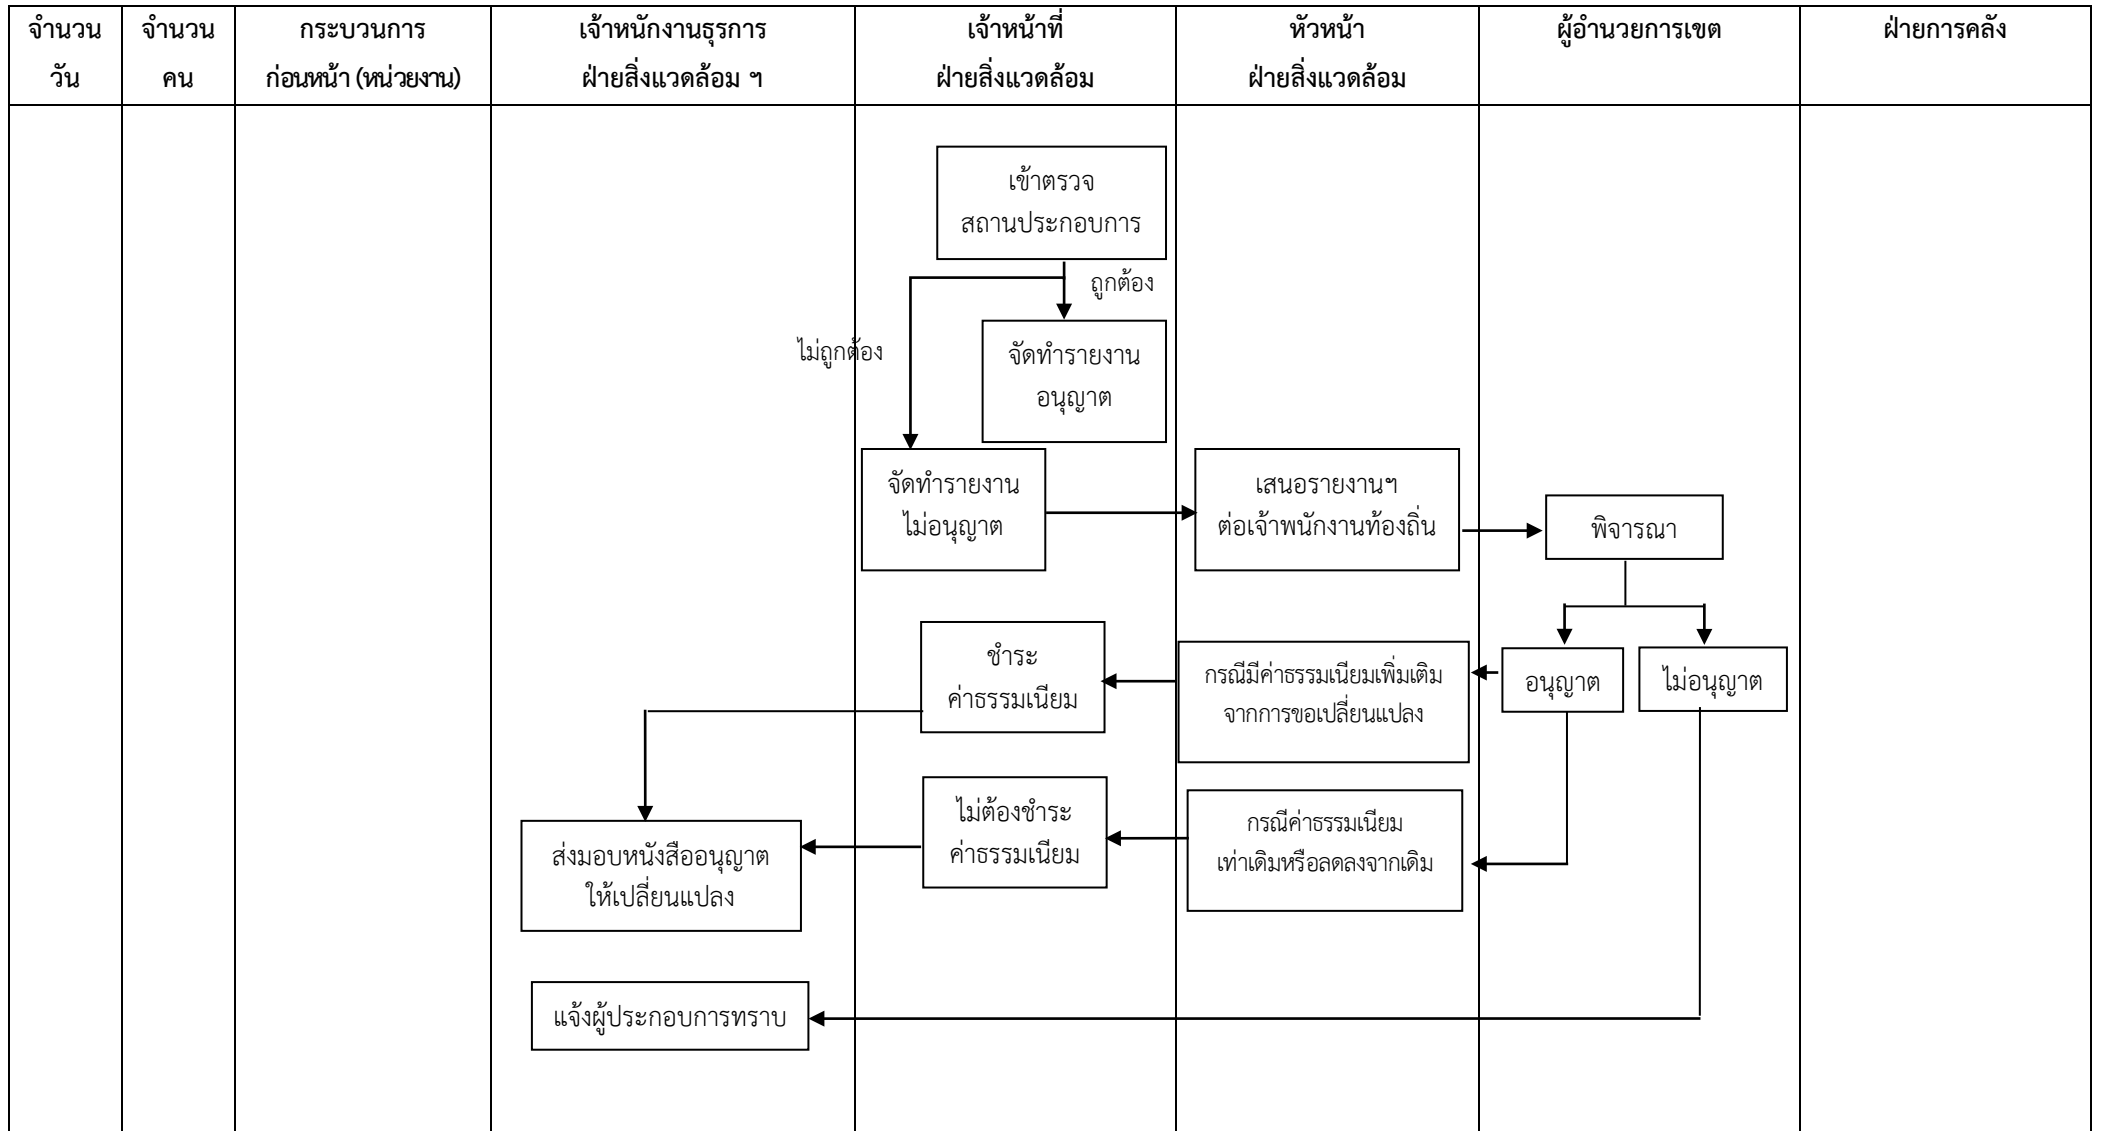 จำนวน
วัน
จำนวน
คน
กระบวนการ
ก่อนหน้า (หน่วยงาน)
เจ้าหนักงานธุรการ
ฝ่ายสิ่งแวดล้อม ฯ
เจ้าหน้าที่
ฝ่ายสิ่งแวดล้อม
หัวหน้า
ฝ่ายสิ่งแวดล้อม
ผู้อำนวยการเขต
ฝ่ายการคลัง
เข้าตรวจ
สถานประกอบการ
ถูกต้อง
ไม่ถูกต้อง
จัดทำรายงาน
อนุญาต
จัดทำรายงาน
ไม่อนุญาต
เสนอรายงานฯ
ต่อเจ้าพนักงานท้องถิ่น
พิจารณา
ชำระ
ค่าธรรมเนียม
กรณีมีค่าธรรมเนียมเพิ่มเติม
จากการขอเปลี่ยนแปลง
อนุญาต
ไม่อนุญาต
ส่งมอบหนังสืออนุญาต
ให้เปลี่ยนแปลง
ไม่ต้องชำระ
ค่าธรรมเนียม
กรณีค่าธรรมเนียม
เท่าเดิมหรือลดลงจากเดิม
แจ้งผู้ประกอบการทราบ